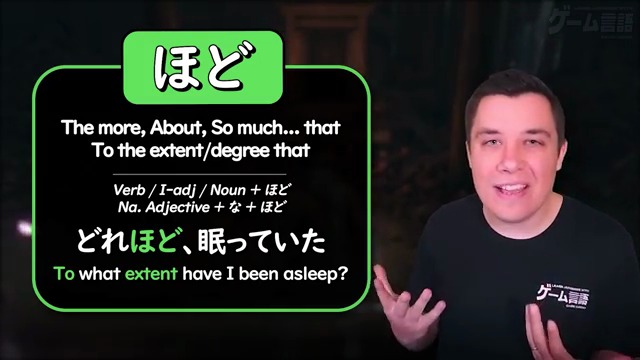 ほど
The more, About, So much... that
To the extent/degree that
Verb / I-adj / Noun + ほど
Na. Adjective + な + ほど
どれほど、眠っていた
To what extent have I been asleep?
ゲーム言語
ゲーム言語